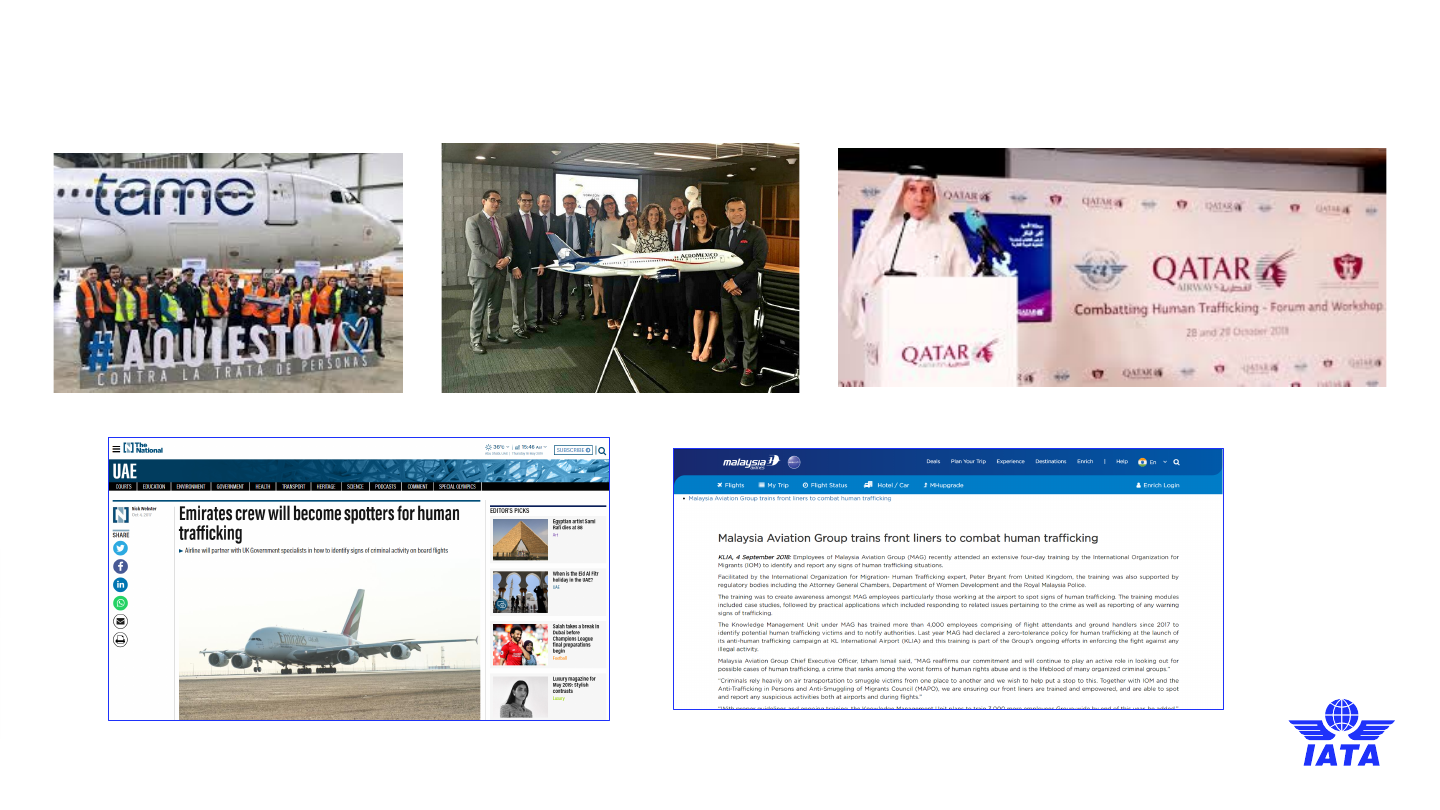 tame
#AQUIESTOY
CONTRA LA TRATA DE PERSONAS
AEROMEXICO
QATAR
QATAR
QATAR
QATAR
AIRWAYS القطرية
Combatting Human Trafficking - Forum and Workshop
28 and 29 October 2018
QATAR
QATAR
The
National
36°C
15:46
SUBSCRIBE
UAE
COURTS EDUCATION ENVIRONMENT GOVERNMENT HEALTH TRANSPORT HERITAGE SCIENCE PODCASTS COMMENT SPECIAL OLYMPICS
Nick Webster
SHARE
Emirates crew will become spotters for human
trafficking
Airline will partner with UK Government specialists in how to identify signs of criminal activity on board flights
Emirates
EDITOR'S PICKS
Egyptian artist Sami
Rafi dies at 88
Art
When is the Eid Al Fitr
holiday in the UAE?
UAE
Salah takes a break in
Dubai before
Champions League
final preparations
begin
Football
Luxury magazine for
May 2019: Stylish
contrasts
Luxury
malaysia
airlines
Deals Plan Your Trip Experience Destinations Enrich | Help En
Flights My Trip Flight Status Hotel / Car MHupgrade Enrich Login
• Malaysia Aviation Group trains front liners to combat human trafficking
Malaysia Aviation Group trains front liners to combat human trafficking
KLIA, 4 September 2018: Employees of Malaysia Aviation Group (MAG) recently attended an extensive four-day training by the International Organization for
Migrants (IOM) to identify and report any signs of human trafficking situations.
Facilitated by the International Organization for Migration- Human Trafficking expert, Peter Bryant from United Kingdom, the training was also supported by
regulatory bodies including the Attorney General Chambers, Department of Women Development and the Royal Malaysia Police.
The training was to create awareness amongst MAG employees particularly those working at the airport to spot signs of human trafficking. The training modules
included case studies, followed by practical applications which included responding to related issues pertaining to the crime as well as reporting of any warning
signs of trafficking.
The Knowledge Management Unit under MAG has trained more than 4,000 employees comprising of flight attendants and ground handlers since 2017 to
identify potential human trafficking victims and to notify authorities. Last year MAG had declared a zero-tolerance policy for human trafficking at the launch of
its anti-human trafficking campaign at KL International Airport (KLIA) and this training is part of the Group's ongoing efforts in enforcing the fight against any
illegal activity.
Malaysia Aviation Group Chief Executive Officer, Izham Ismail said, "MAG reaffirms our commitment and will continue to play an active role in looking out for
possible cases of human trafficking, a crime that ranks among the worst forms of human rights abuse and is the lifeblood of many organized criminal groups."
"Criminals rely heavily on air transportation to smuggle victims from one place to another and we wish to help put a stop to this. Together with IOM and the
Anti-Trafficking in Persons and Anti-Smuggling of Migrants Council (MAPO), we are ensuring our front liners are trained and empowered, and are able to spot
and report any suspicious activities both at airports and during flights."
IATA